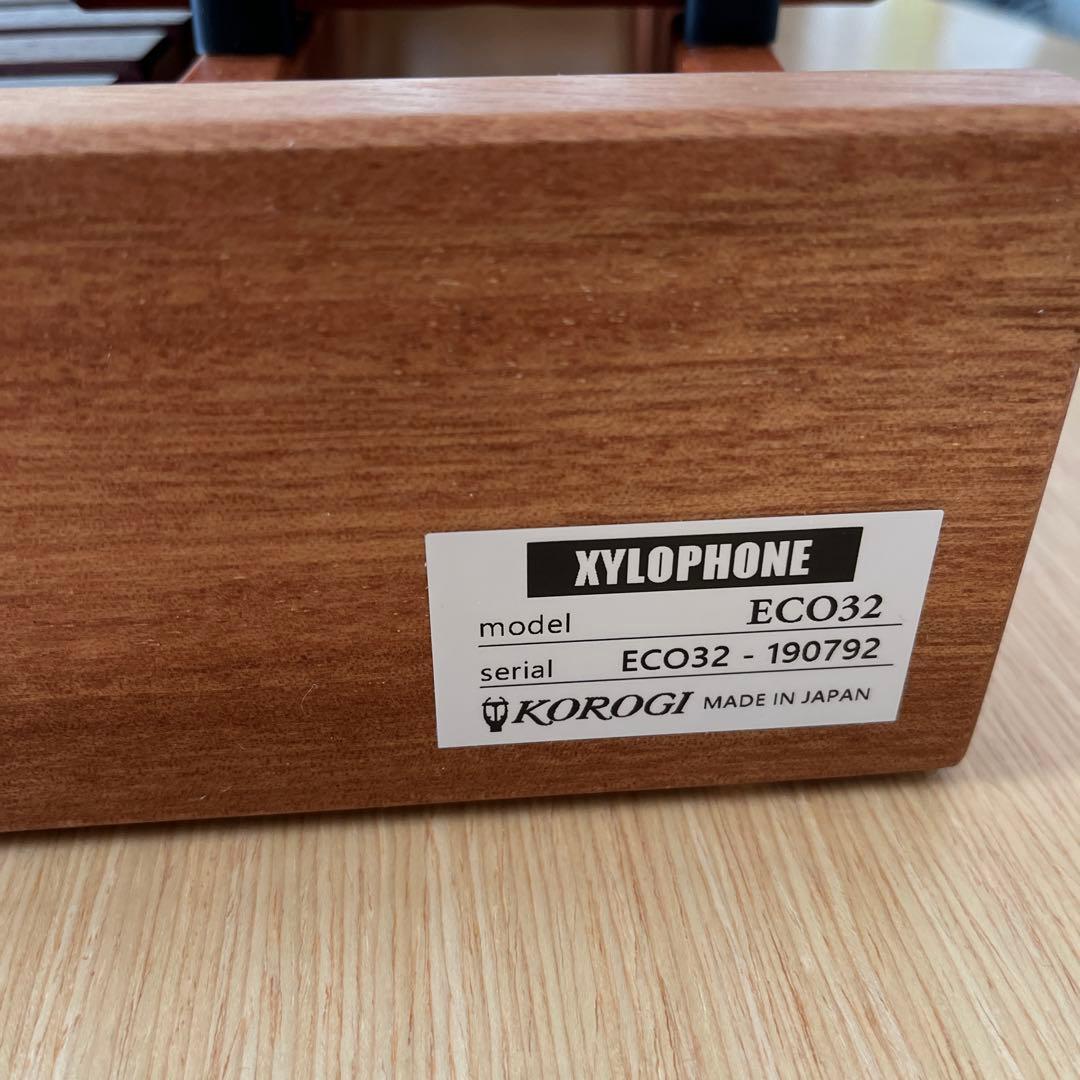 XYLOPHONE
model ECO32
serial ECO32 - 190792
KOROGI MADE IN JAPAN